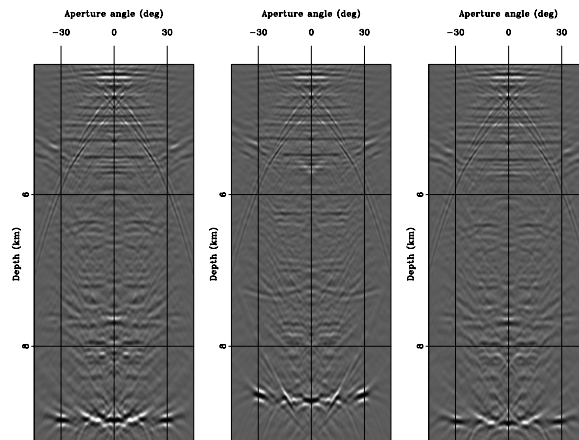 Aperture angle (deg) Aperture angle (deg) Aperture angle (deg)
−30 0 30 −30 0 30 −30 0 30
6 6 6
Depth (km) Depth (km) Depth (km)
8 8 8